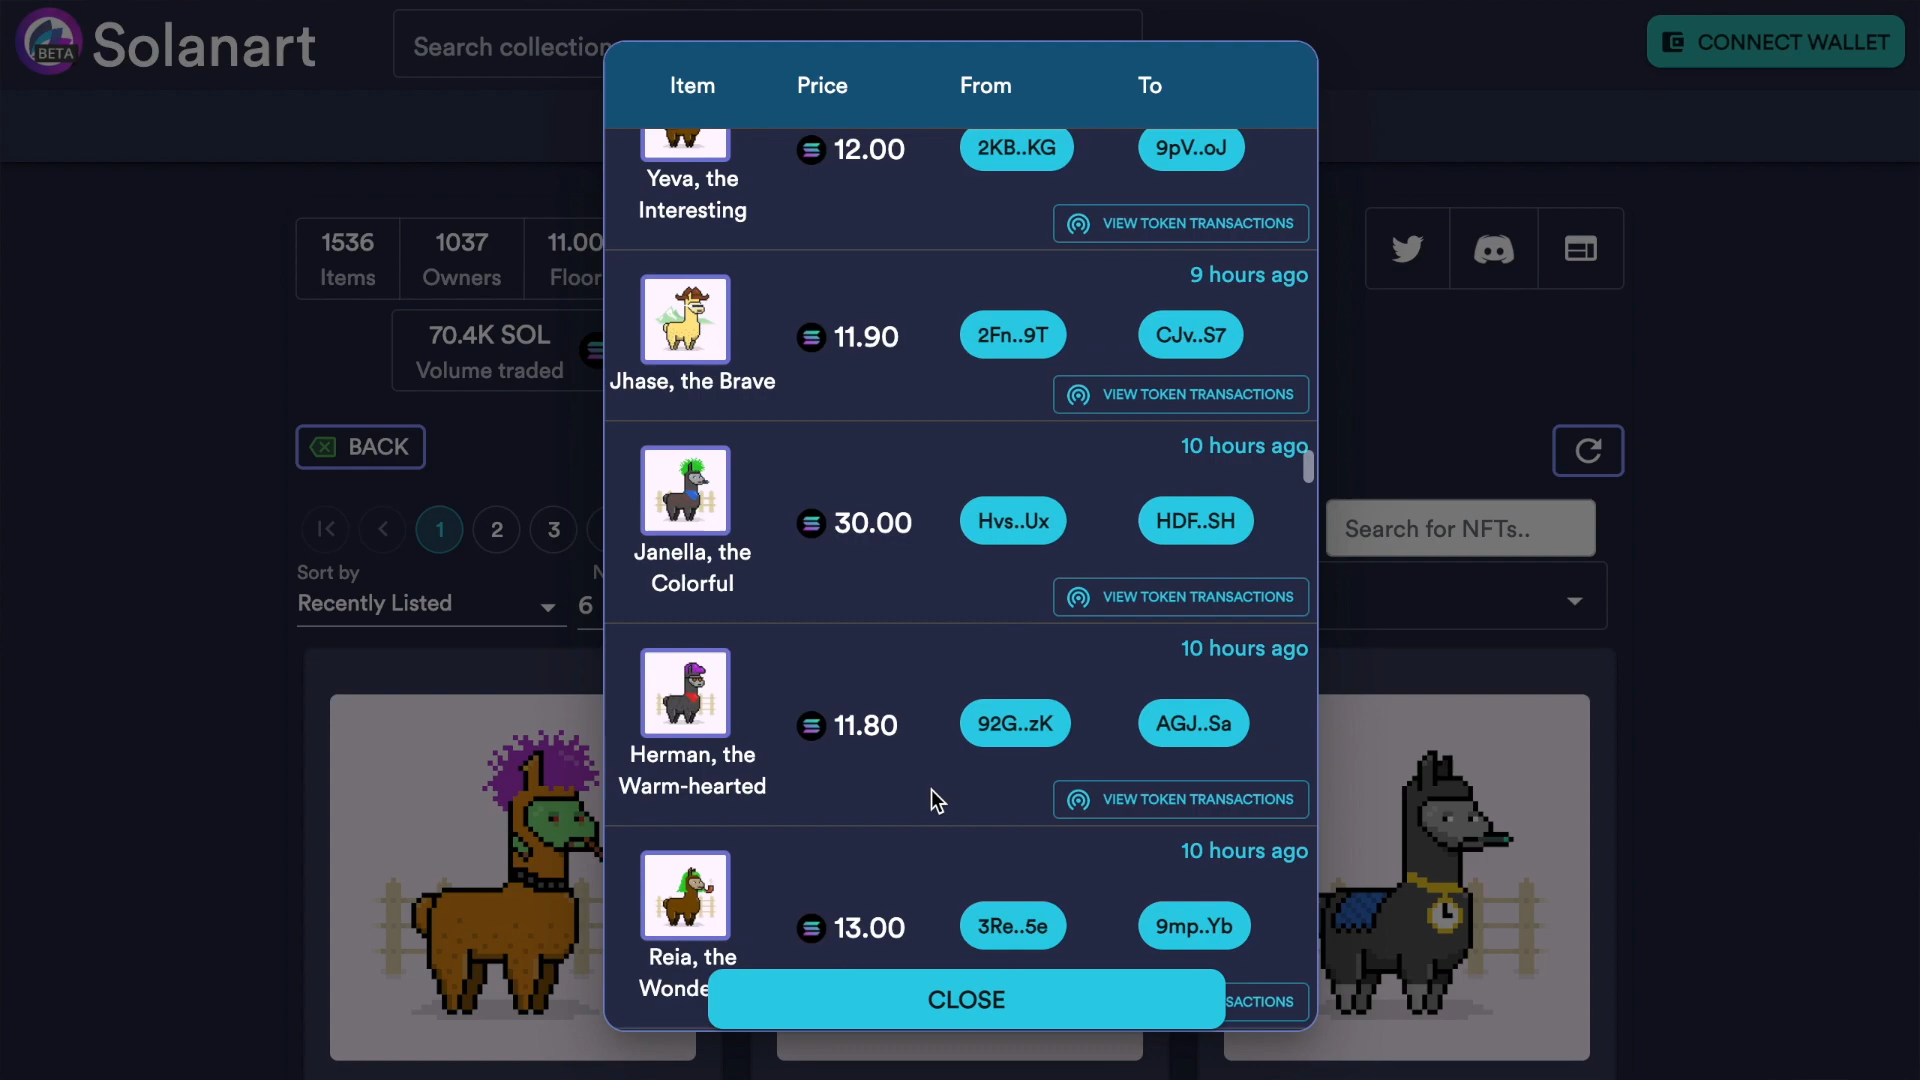 BETA
Solanart
Search collection
CONNECT WALLET
Item Price From To
12.00 2KB..KG 9pV..oJ
Yeva, the
Interesting
VIEW TOKEN TRANSACTIONS
1536
Items
1037
Owners
11.00
Floor
70.4K SOL
Volume traded
9 hours ago
11.90 2Fn..9T CJv..S7
Jhase, the Brave
VIEW TOKEN TRANSACTIONS
BACK
10 hours ago
30.00 Hvs..Ux HDF..SH
Janella, the
Colorful
VIEW TOKEN TRANSACTIONS
1 2 3
Search for NFTs..
Sort by
Recently Listed
6
10 hours ago
11.80 92G..zK AGJ..Sa
Herman, the
Warm-hearted
VIEW TOKEN TRANSACTIONS
10 hours ago
13.00 3Re..5e 9mp..Yb
Reia, the
Wonde
SACTIONS
CLOSE